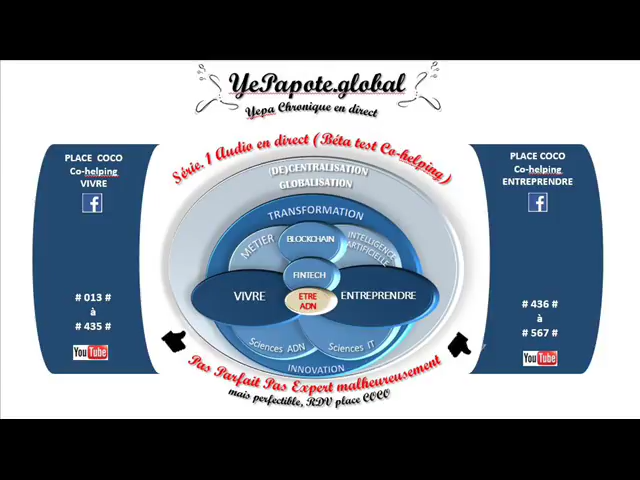 YePapote.global
Yepa Chronique en direct
Série. 1 Audio en direct (Béta test Co-helping)
PLACE COCO
Co-helping
VIVRE
f
# 013 #
à
# 435 #
YouTube
(DE)CENTRALISATION
GLOBALISATION
TRANSFORMATION
METIER
BLOCKCHAIN
INTELLIGENCE
ARTIFICIELLE
FINTECH
VIVRE
ETRE
ADN
ENTREPRENDRE
Sciences ADN
Sciences IT
INNOVATION
PLACE COCO
Co-helping
ENTREPRENDRE
f
# 436 #
à
# 567 #
YouTube
Pas Parfait Pas Expert malheureusement
mais perfectible, RDV place COCO